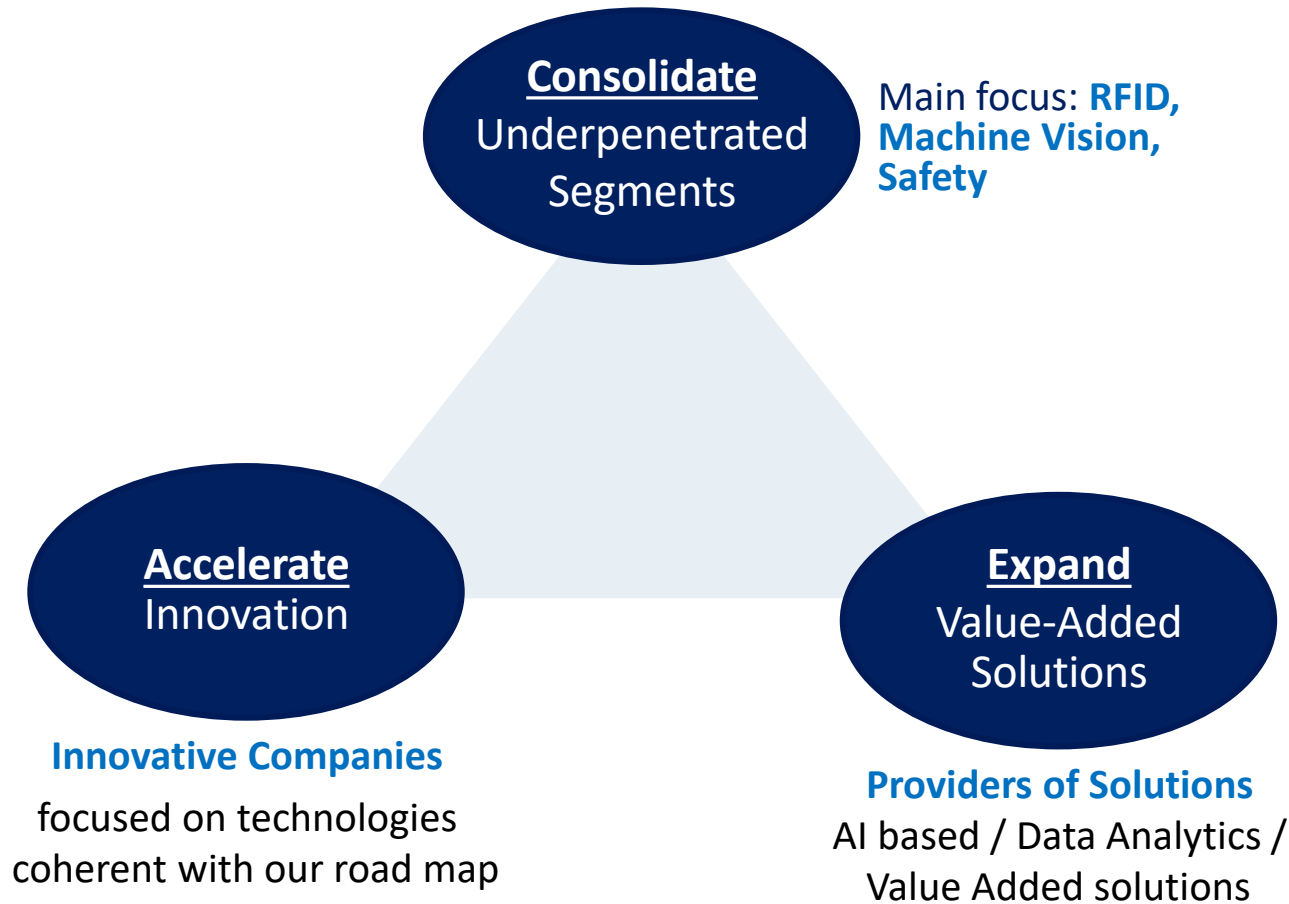 Consolidate
Underpenetrated
Segments
Main focus: RFID,
Machine Vision,
Safety
Accelerate
Innovation
Innovative Companies
focused on technologies
coherent with our road map
Expand
Value-Added
Solutions
Providers of Solutions
AI based / Data Analytics /
Value Added solutions